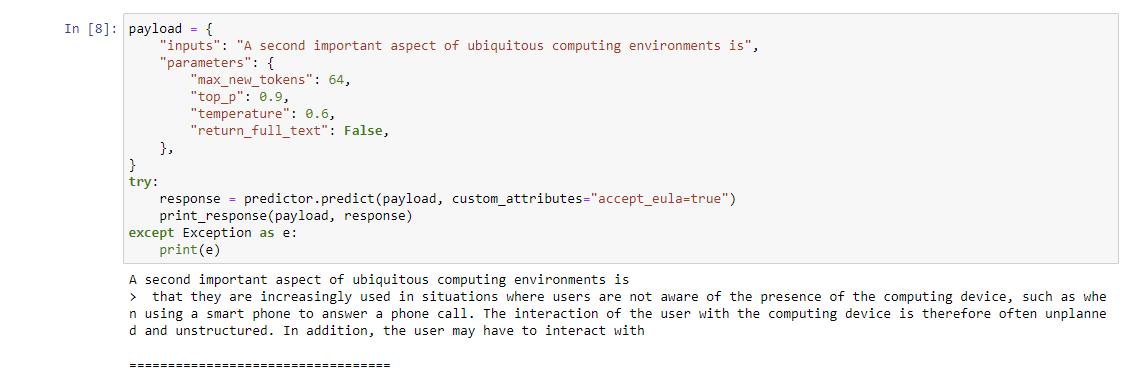 In [8]: payload = {
    "inputs": "A second important aspect of ubiquitous computing environments is",
    "parameters": {
        "max_new_tokens": 64,
        "top_p": 0.9,
        "temperature": 0.6,
        "return_full_text": False,
    },
}
try:
    response = predictor.predict(payload, custom_attributes="accept_eula=true")
    print_response(payload, response)
except Exception as e:
    print(e)
A second important aspect of ubiquitous computing environments is
>  that they are increasingly used in situations where users are not aware of the presence of the computing device, such as whe
n using a smart phone to answer a phone call. The interaction of the user with the computing device is therefore often unplanne
d and unstructured. In addition, the user may have to interact with
==================================